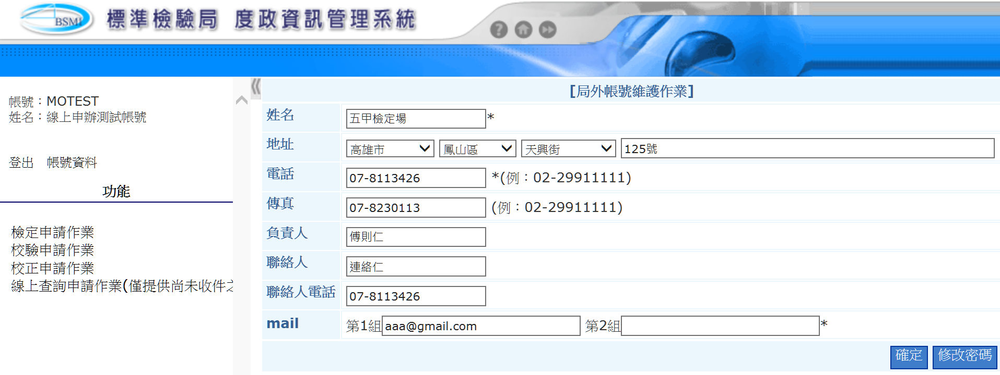 BSMI 標準檢驗局 度政資訊管理系統
帳號：MOTEST
姓名：線上申辦測試帳號
登出 帳號資料
功能
檢定申請作業
校驗申請作業
校正申請作業
線上查詢申請作業(僅提供尚未收件之
[局外帳號維護作業]
姓名 五甲檢定場*
地址 高雄市 鳳山區 天興街 125號
電話 07-8113426 *(例：02-29911111)
傳真 07-8230113 (例：02-29911111)
負責人 傅則仁
聯絡人 連絡仁
聯絡人電話 07-8113426
mail 第1組aaa@gmail.com 第2組*
確定 修改密碼